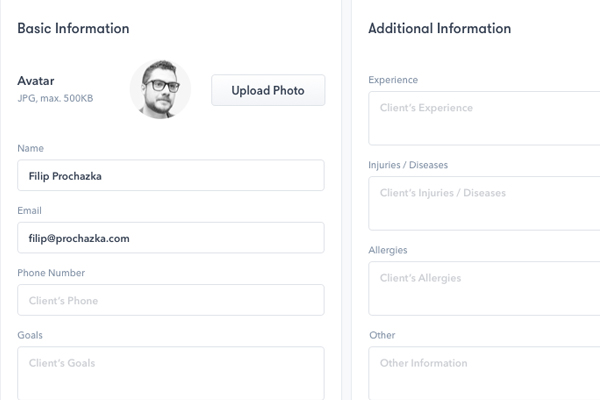 Basic Information
Avatar
JPG, max. 500KB
Upload Photo
Name
Filip Prochazka
Email
filip@prochazka.com
Phone Number
Client's Phone
Goals
Client's Goals
Additional Information
Experience
Client's Experience
Injuries / Diseases
Client's Injuries / Diseases
Allergies
Client's Allergies
Other
Other Information